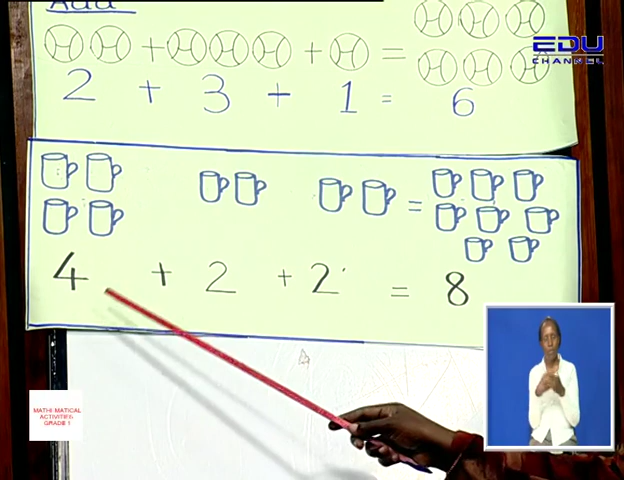 Add
+ + =
2 + 3 + 1 = 6
EDU
CHANNEL
=
4 + 2 + 2 = 8
MATHEMATICAL
ACTIVITIES
GRADE 1